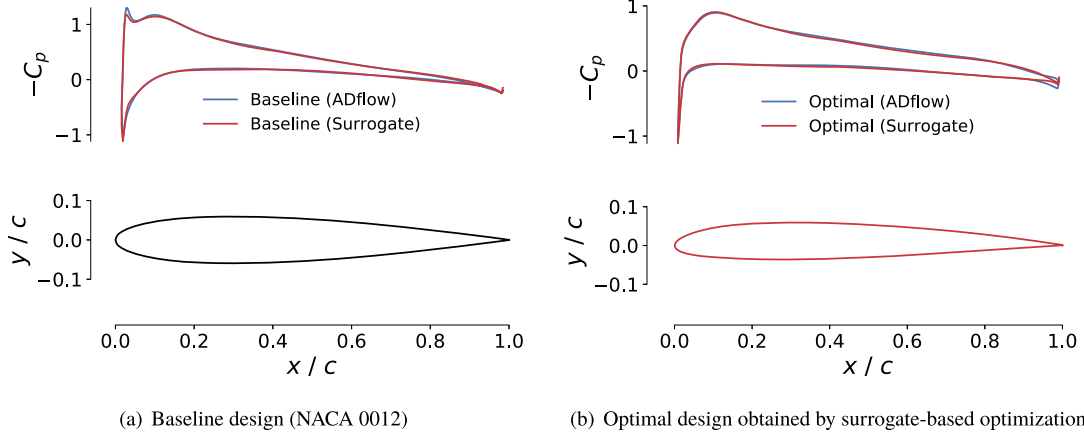 1
0
−1
−Cp
Baseline (ADflow)
Baseline (Surrogate)
0.1
0.0
−0.1
y / c
0.0 0.2 0.4 0.6 0.8 1.0
x / c
(a) Baseline design (NACA 0012)
1
0
−1
−Cp
Optimal (ADflow)
Optimal (Surrogate)
0.1
0.0
−0.1
y / c
0.0 0.2 0.4 0.6 0.8 1.0
x / c
(b) Optimal design obtained by surrogate-based optimization